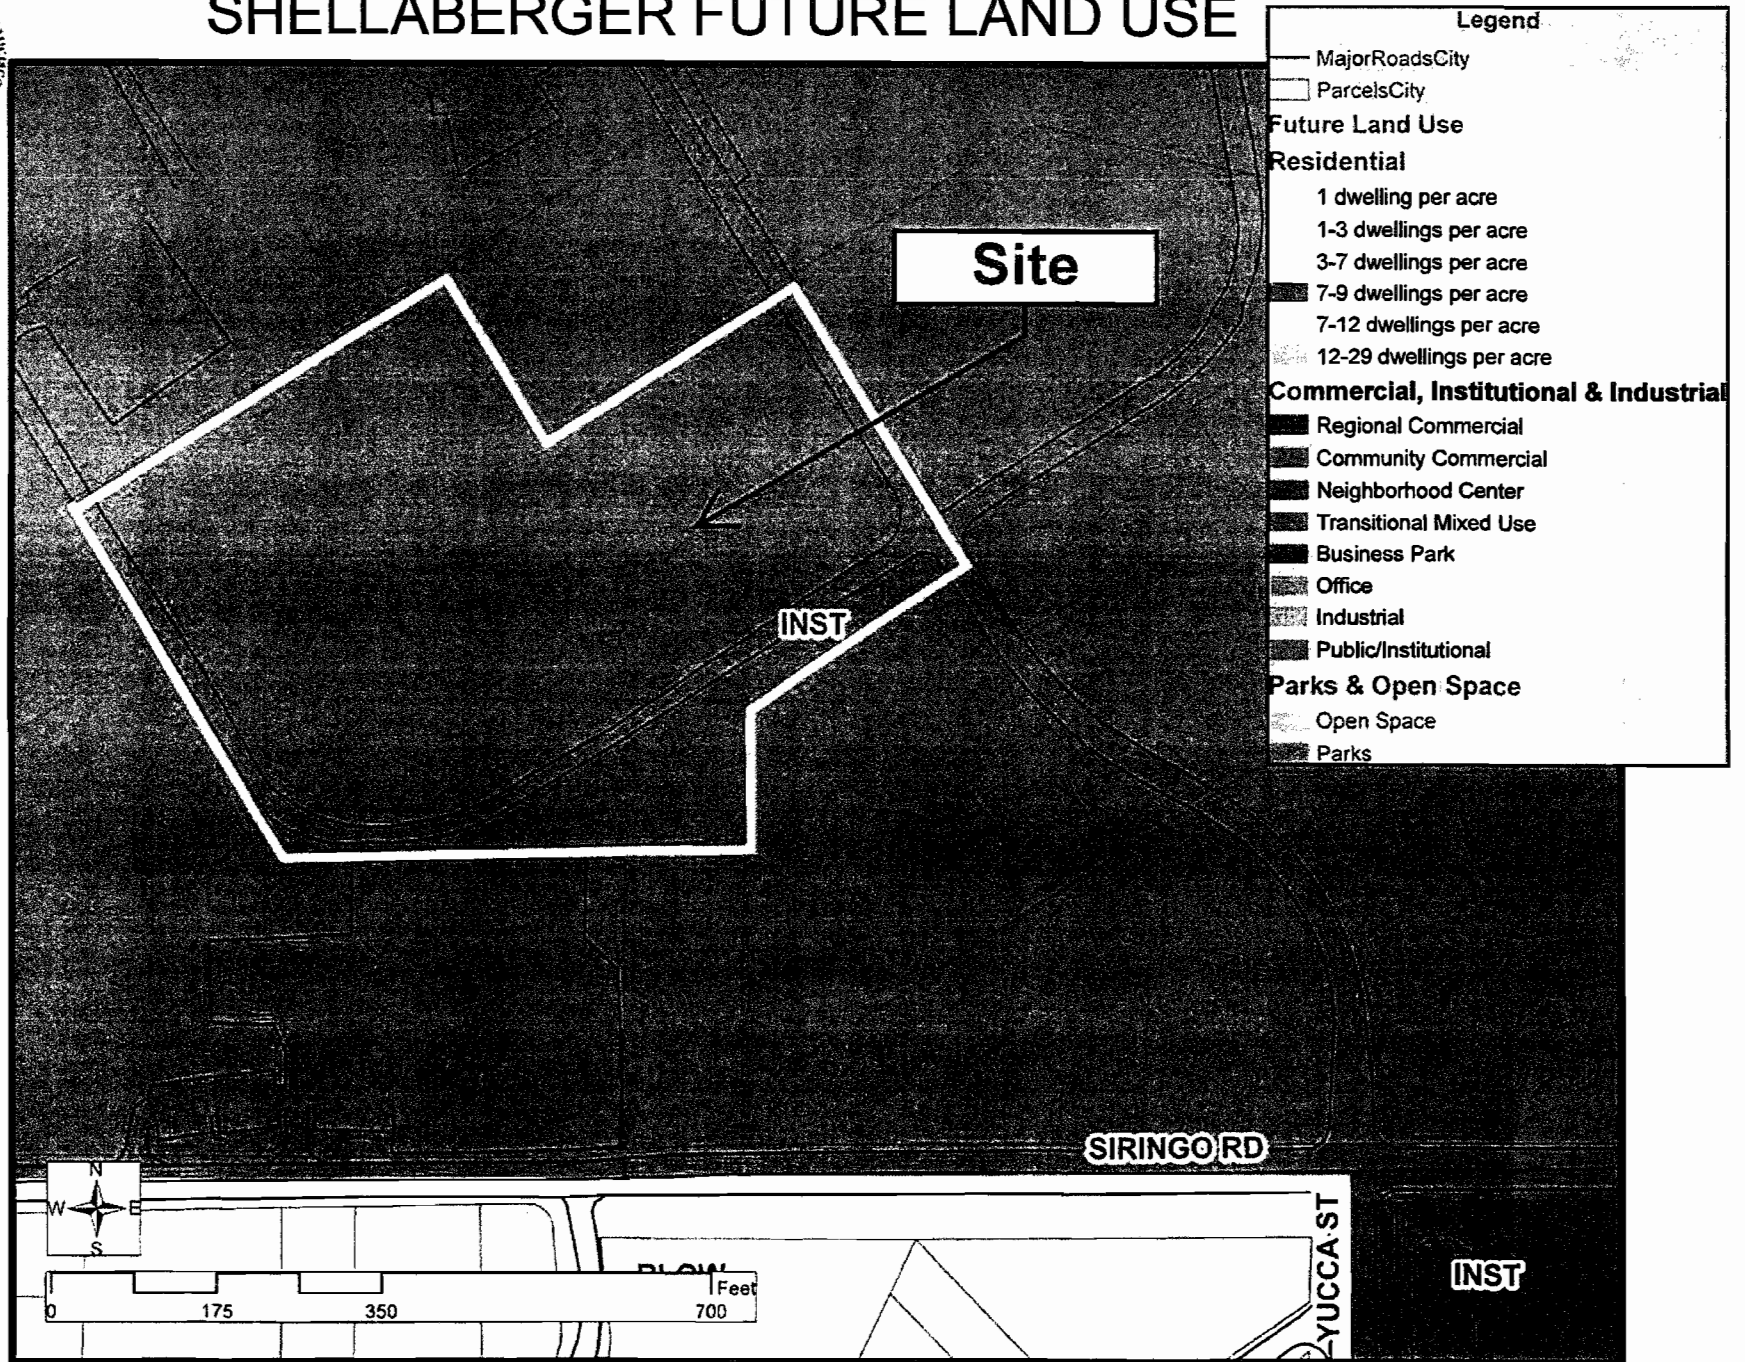 SHELLABERGER FUTURE LAND USE
Legend
MajorRoadsCity
ParcelsCity
Future Land Use
Residential
1 dwelling per acre
1-3 dwellings per acre
3-7 dwellings per acre
7-9 dwellings per acre
7-12 dwellings per acre
12-29 dwellings per acre
Commercial, Institutional & Industrial
Regional Commercial
Community Commercial
Neighborhood Center
Transitional Mixed Use
Business Park
Office
Industrial
Public/Institutional
Parks & Open Space
Open Space
Parks
Site
INST
SIRINGO RD
YUCCA ST
INST
N
W E
S
Feet
0 175 350 700